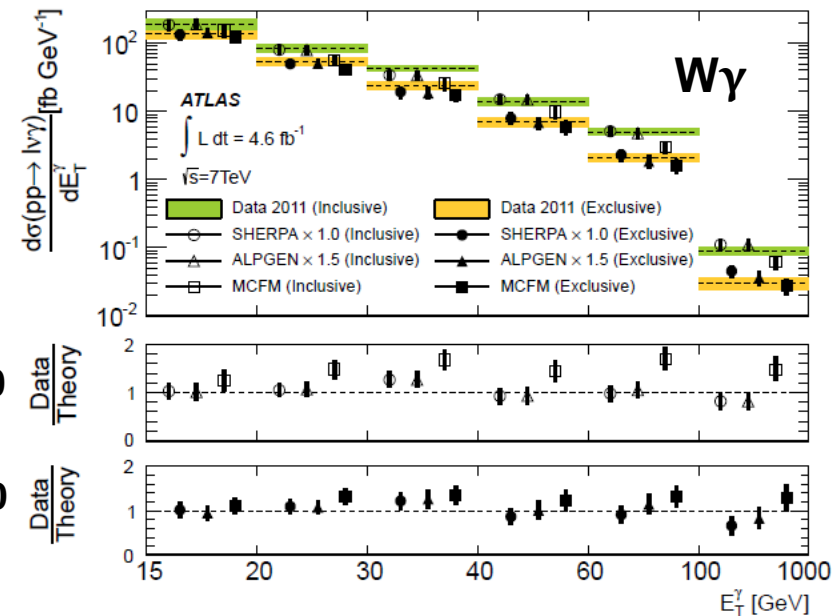 dσ(pp→ lνγ)
dE_T^γ
[fb GeV⁻¹]
10²
10
1
10⁻¹
10⁻²
Wγ
ATLAS
∫ L dt = 4.6 fb⁻¹
√s=7TeV
Data 2011 (Inclusive)
Data 2011 (Exclusive)
SHERPA × 1.0 (Inclusive)
SHERPA × 1.0 (Exclusive)
ALPGEN × 1.5 (Inclusive)
ALPGEN × 1.5 (Exclusive)
MCFM (Inclusive)
MCFM (Exclusive)
Data
Theory
2
1
0
Data
Theory
2
1
0
15 20 30 40 60 100 1000
E_T^γ [GeV]